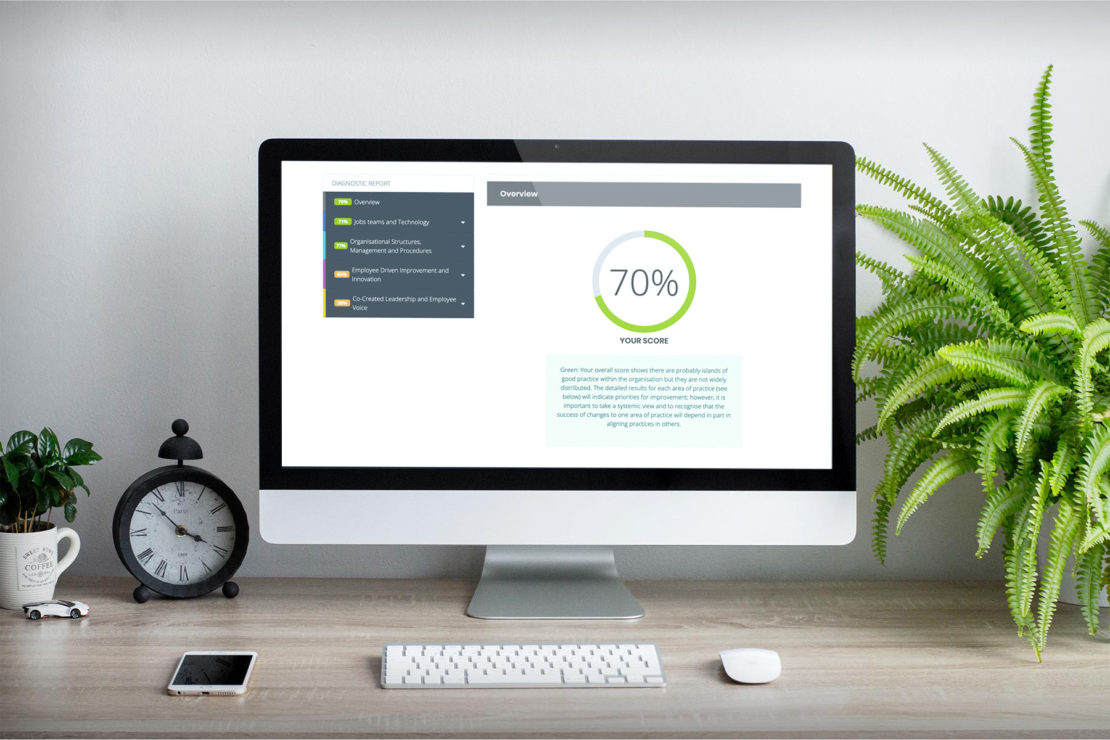 DIAGNOSTIC REPORT
70% Overview
71% Jobs teams and Technology
77% Organisational Structures,
Management and Procedures
Employee Driven Improvement and
Innovation
Co-Created Leadership and Employee
Voice
Overview
70%
YOUR SCORE
Green: Your overall score shows there are probably islands of
good practice within the organisation but they are not widely
distributed. The detailed results for each area of practice (see
below) will indicate priorities for improvement; however, it is
important to take a systemic view and to recognise that the
success of changes to one area of practice will depend in part in
aligning practices in others.
Paris
SWEET HOME
COFFEE